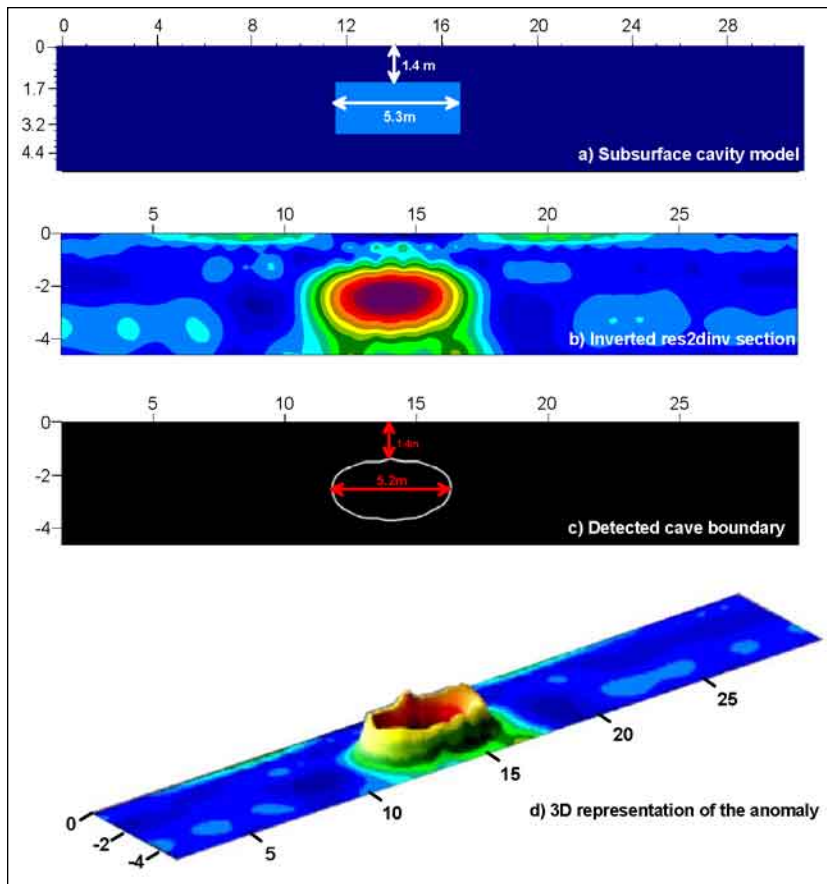 0 4 8 12 16 20 24 28
0
1.4 m
1.7
5.3m
3.2
4.4
a) Subsurface cavity model
5 10 15 20 25
0
-2
-4
b) Inverted res2dinv section
5 10 15 20 25
0
1.4m
-2
5.2m
-4
c) Detected cave boundary
25
20
15
d) 3D representation of the anomaly
10
0
-2
5
-4